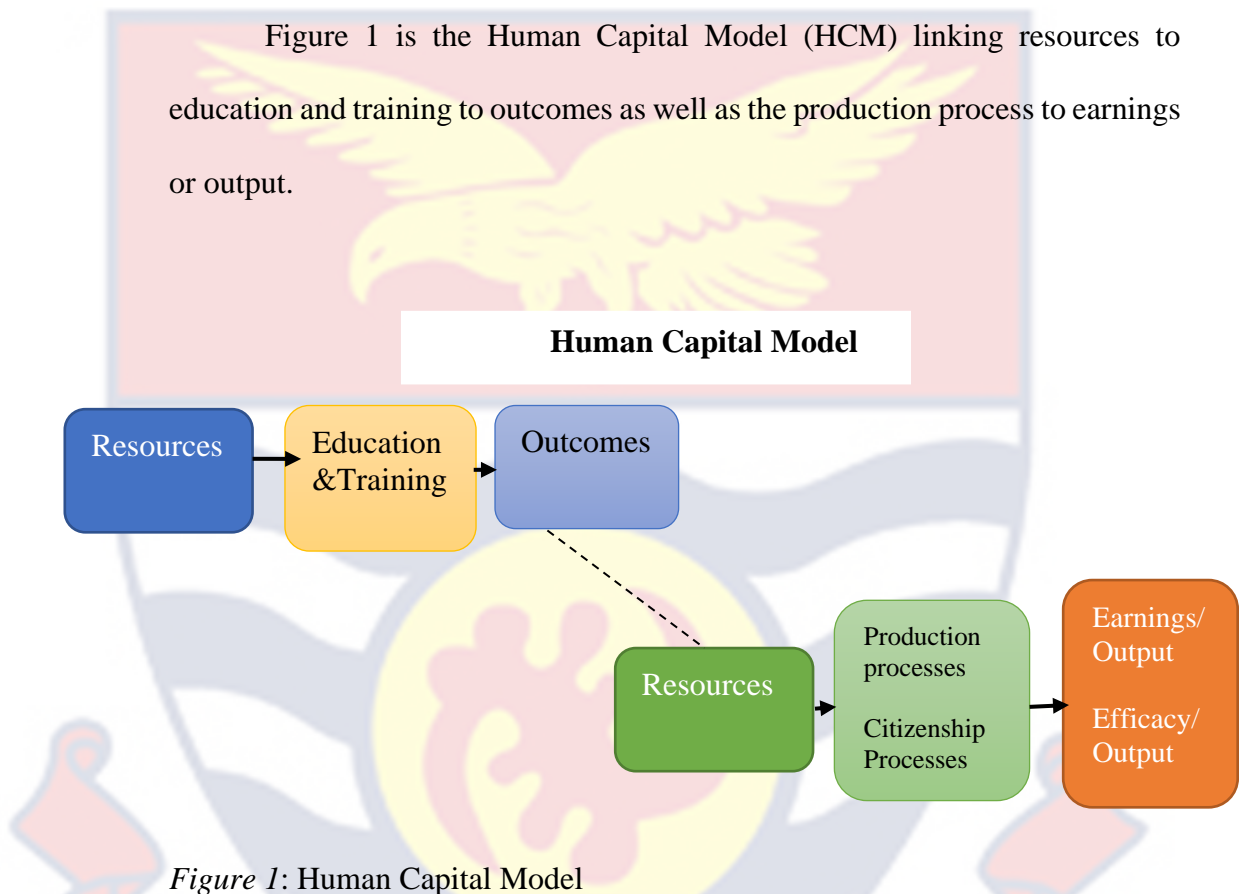 Figure 1 is the Human Capital Model (HCM) linking resources to
education and training to outcomes as well as the production process to earnings
or output.
Human Capital Model
Resources
Education
&Training
Outcomes
Resources
Production
processes
Citizenship
Processes
Earnings/
Output
Efficacy/
Output
Figure 1: Human Capital Model